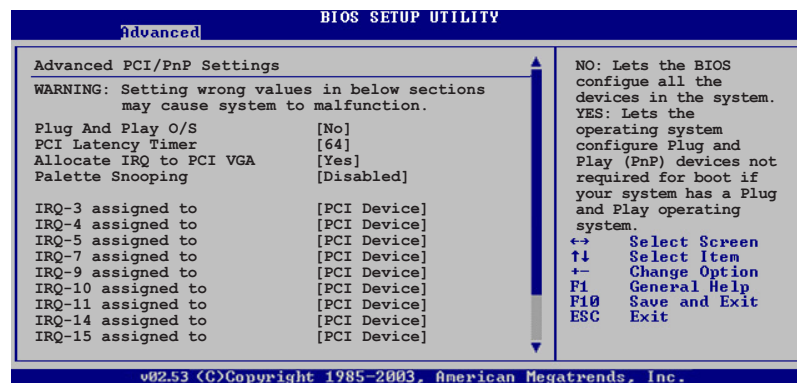 BIOS SETUP UTILITY
Advanced
Advanced PCI/PnP Settings
WARNING: Setting wrong values in below sections
may cause system to malfunction.
Plug And Play O/S [No]
PCI Latency Timer [64]
Allocate IRQ to PCI VGA [Yes]
Palette Snooping [Disabled]
IRQ-3 assigned to [PCI Device]
IRQ-4 assigned to [PCI Device]
IRQ-5 assigned to [PCI Device]
IRQ-7 assigned to [PCI Device]
IRQ-9 assigned to [PCI Device]
IRQ-10 assigned to [PCI Device]
IRQ-11 assigned to [PCI Device]
IRQ-14 assigned to [PCI Device]
IRQ-15 assigned to [PCI Device]
NO: Lets the BIOS
configue all the
devices in the system.
YES: Lets the
operating system
configure Plug and
Play (PnP) devices not
required for boot if
your system has a Plug
and Play operating
system.
↔ Select Screen
↑↓ Select Item
+- Change Option
F1 General Help
F10 Save and Exit
ESC Exit
v02.53 (C)Copyright 1985-2003, American Megatrends, Inc.